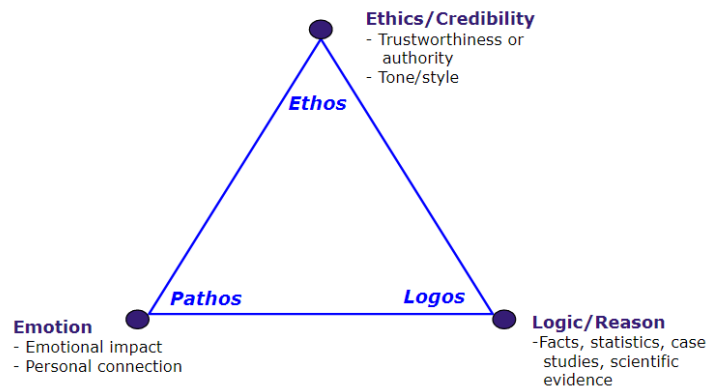 Ethics/Credibility
- Trustworthiness or
authority
- Tone/style
Ethos
Pathos
Logos
Emotion
- Emotional impact
- Personal connection
Logic/Reason
-Facts, statistics, case
studies, scientific
evidence